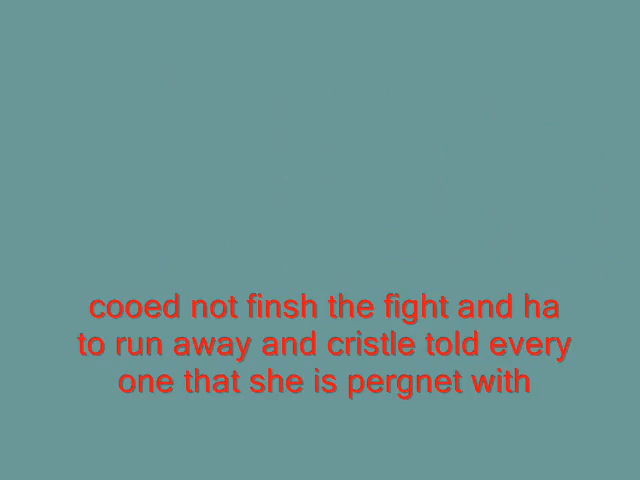 cooed not finsh the fight and ha
to run away and cristle told every
one that she is pergnet with